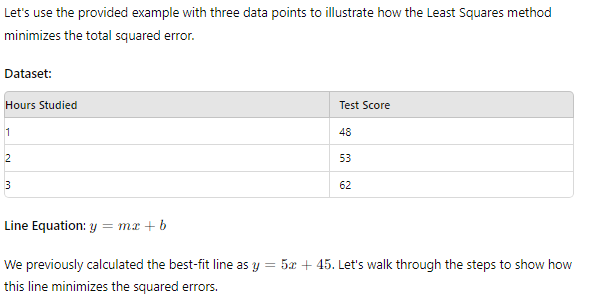 Let's use the provided example with three data points to illustrate how the Least Squares method
minimizes the total squared error.
Dataset:
Hours Studied Test Score
1 48
2 53
3 62
Line Equation: y = mx + b
We previously calculated the best-fit line as y = 5x + 45. Let's walk through the steps to show how
this line minimizes the squared errors.